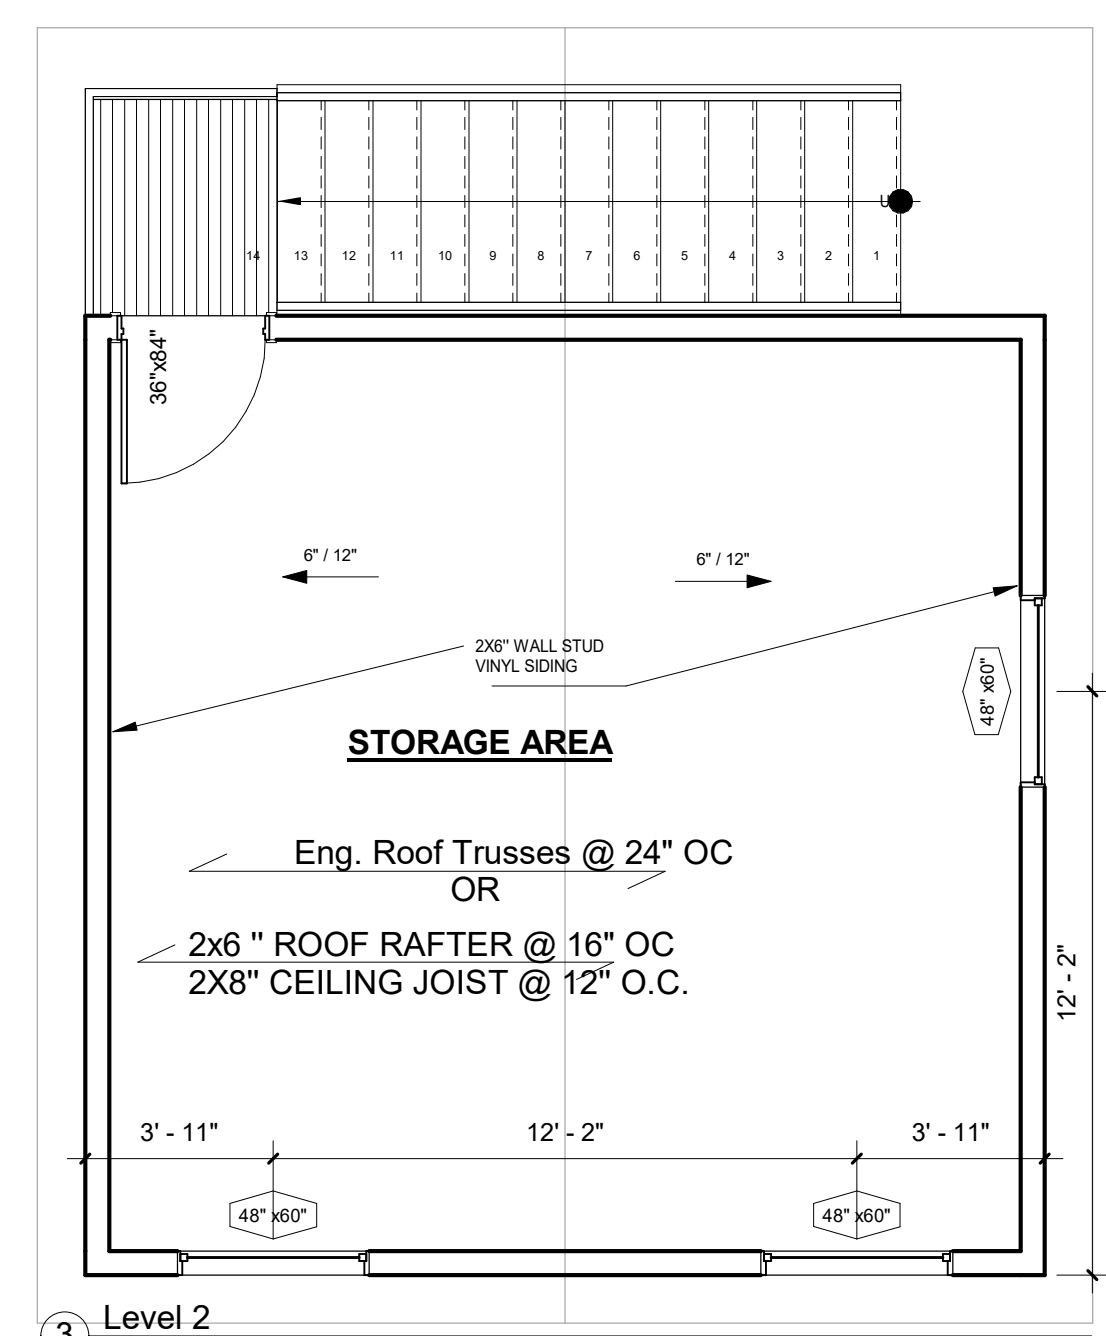 14 13 12 11 10 9 8 7 6 5 4 3 2 1
U
36"x84"
6" / 12"
6" / 12"
2X6" WALL STUD
VINYL SIDING
48" x60"
STORAGE AREA
Eng. Roof Trusses @ 24" OC
OR
2x6 " ROOF RAFTER @ 16" OC
2X8" CEILING JOIST @ 12" O.C.
12' - 2"
3' - 11"
12' - 2"
3' - 11"
48" x60"
48" x60"
3
Level 2